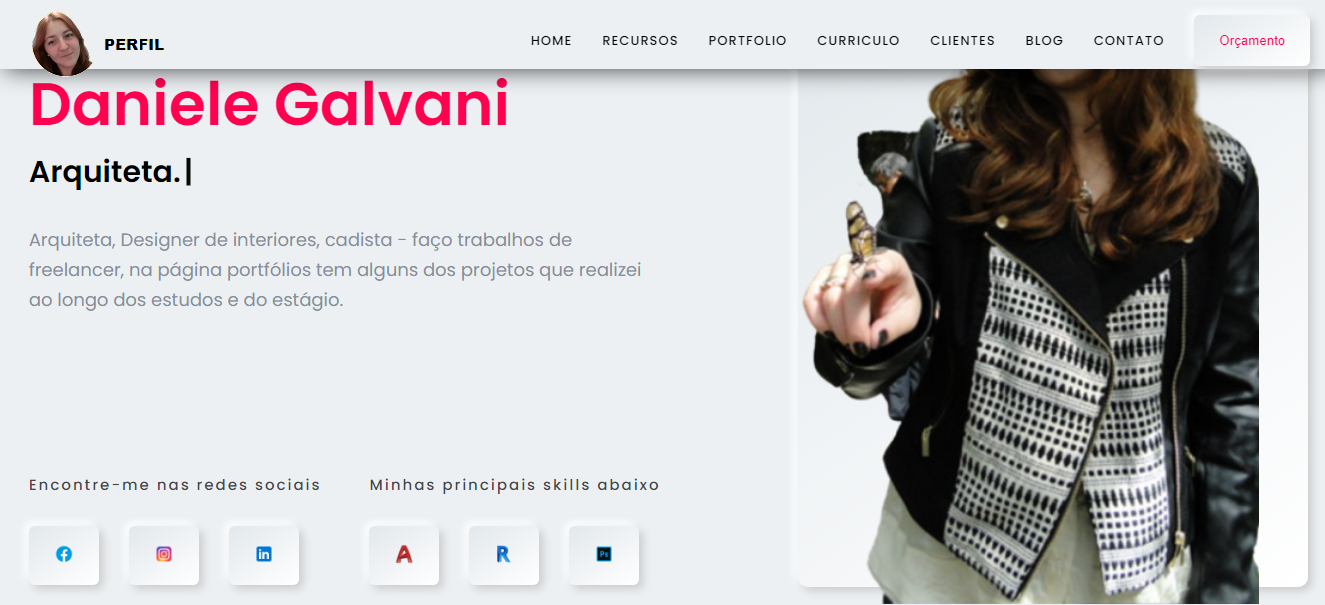 PERFIL
HOME RECURSOS PORTFOLIO CURRICULO CLIENTES BLOG CONTATO Orçamento
Daniele Galvani
Arquiteta.|
Arquiteta, Designer de interiores, cadista - faço trabalhos de
freelancer, na página portfólios tem alguns dos projetos que realizei
ao longo dos estudos e do estágio.
Encontre-me nas redes sociais
Minhas principais skills abaixo
in
A
R
Ps